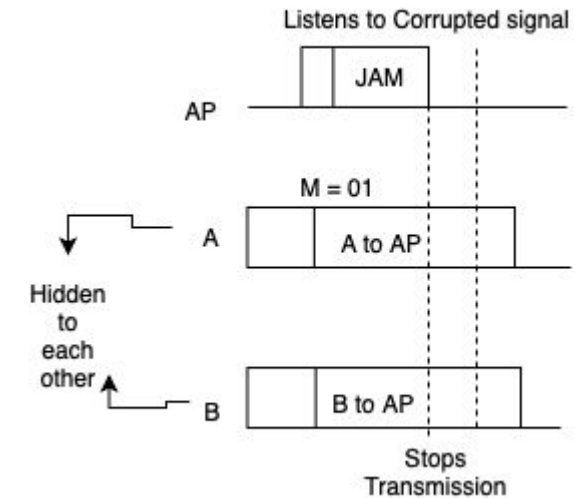 Listens to Corrupted signal
JAM
AP
M = 01
A
A to AP
Hidden
to
each
other
B
B to AP
Stops
Transmission